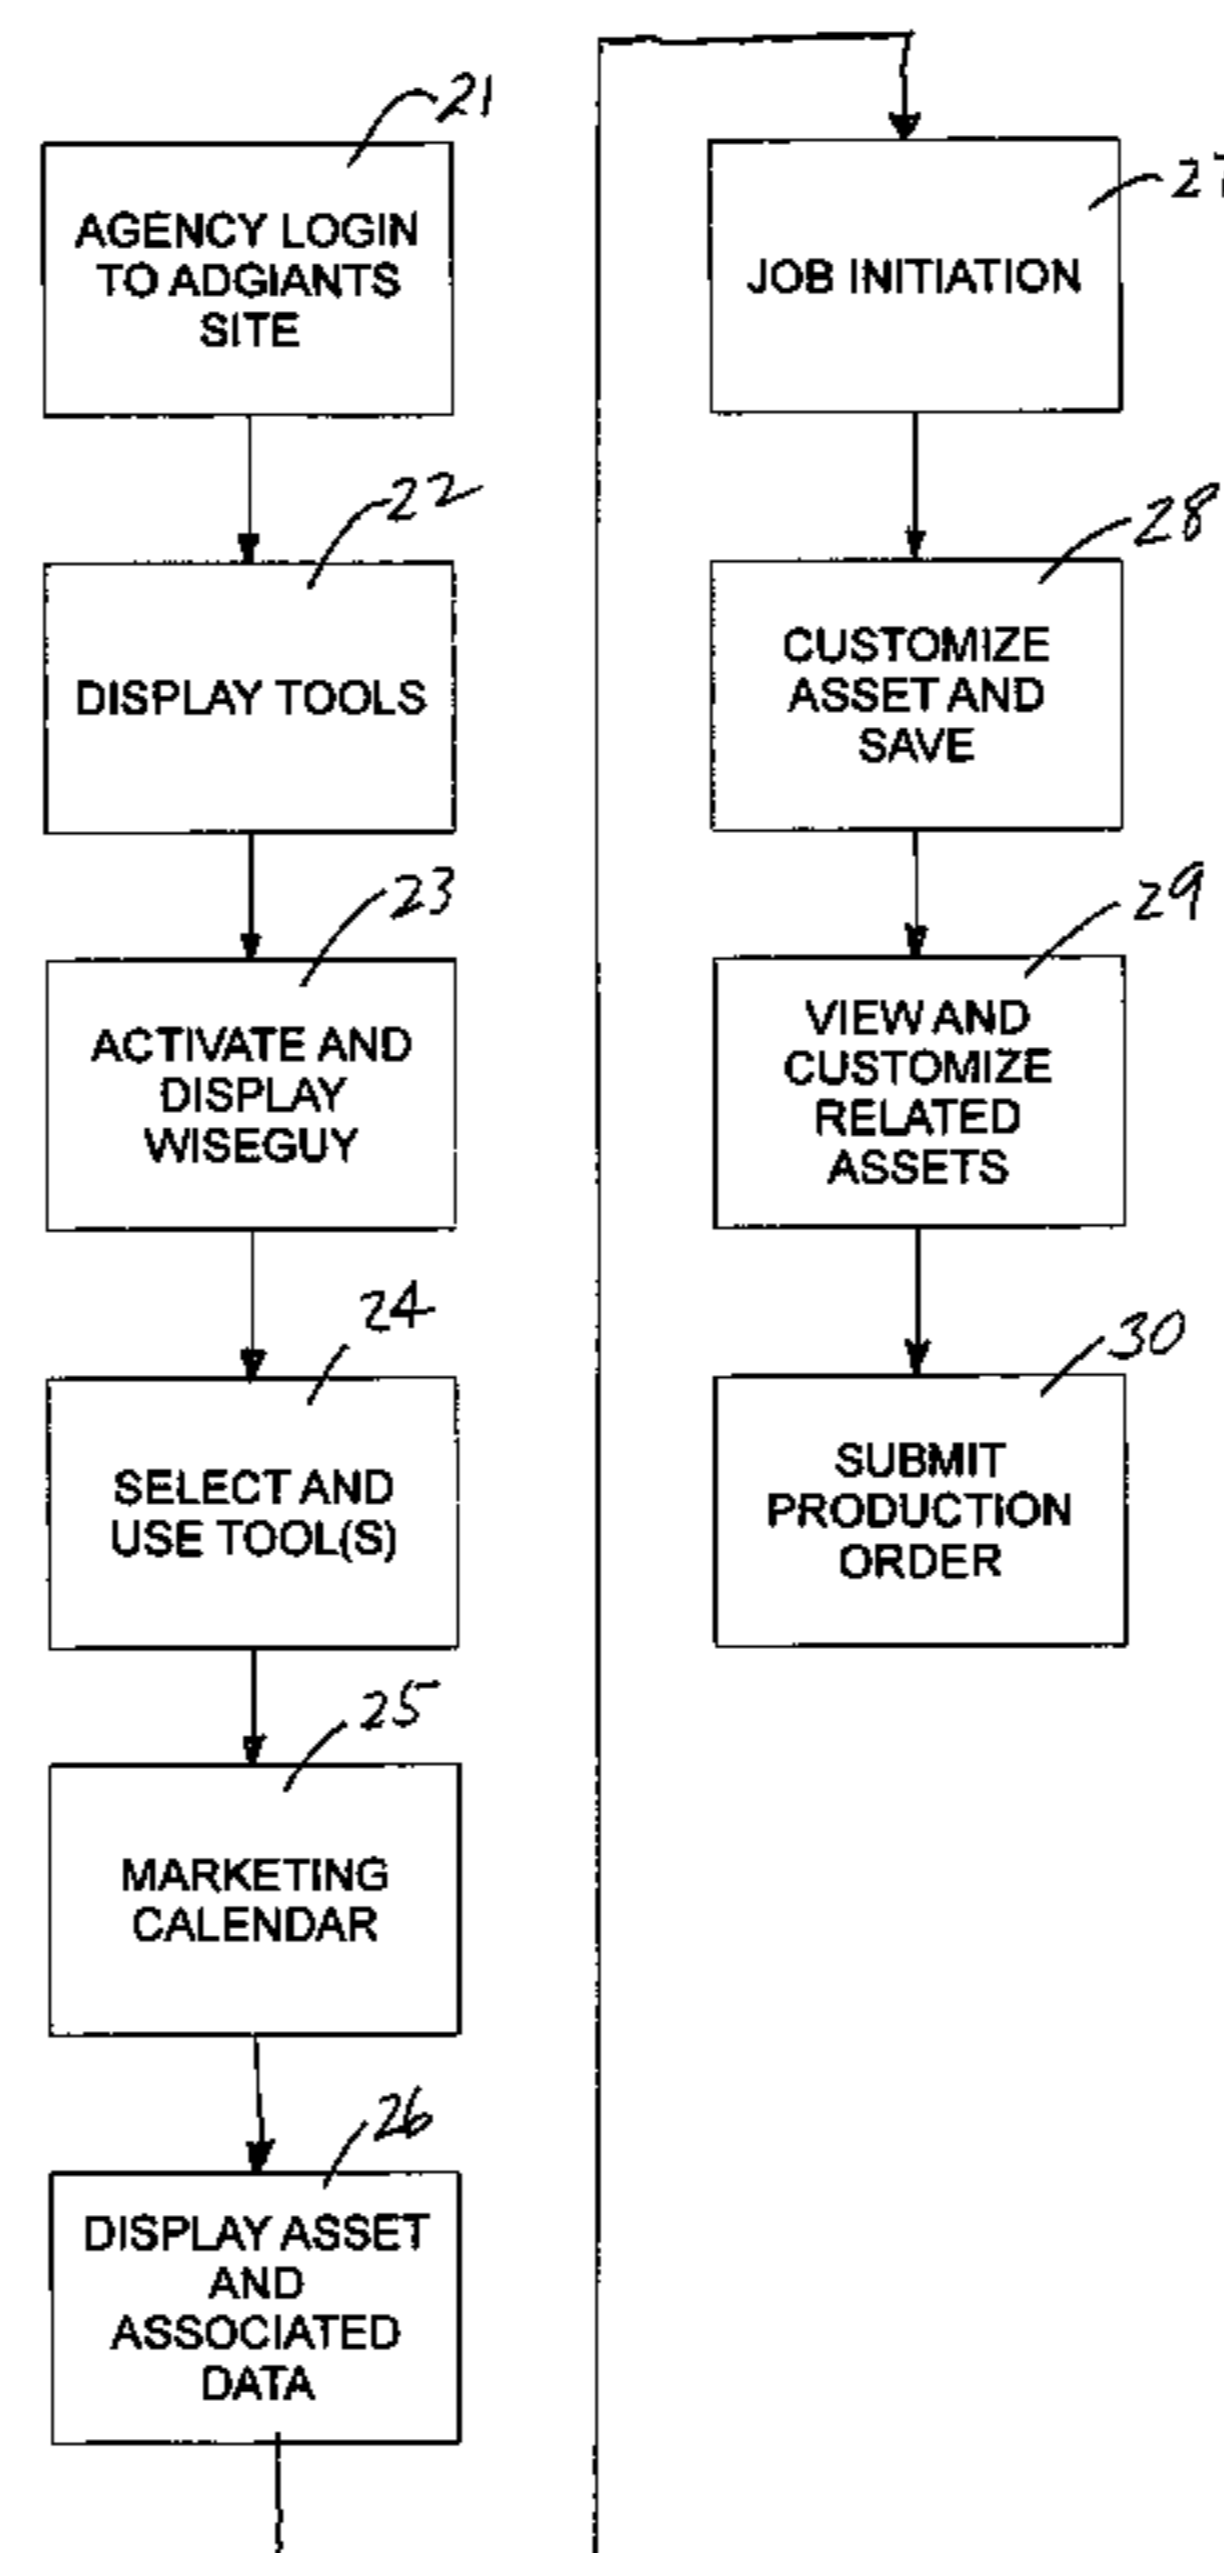 21
AGENCY LOGIN
TO ADGIANTS
SITE
22
DISPLAY TOOLS
23
ACTIVATE AND
DISPLAY
WISEGUY
24
SELECT AND
USE TOOL(S)
25
MARKETING
CALENDAR
26
DISPLAY ASSET
AND
ASSOCIATED
DATA
27
JOB INITIATION
28
CUSTOMIZE
ASSET AND
SAVE
29
VIEW AND
CUSTOMIZE
RELATED
ASSETS
30
SUBMIT
PRODUCTION
ORDER